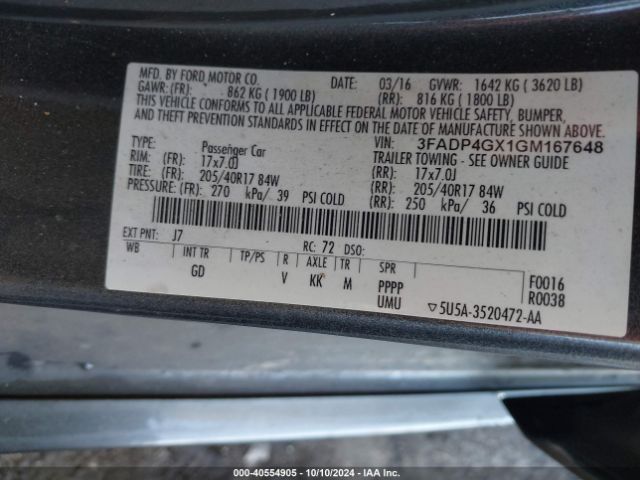 MFD. BY FORD MOTOR CO.
DATE: 03/16 GVWR: 1642 KG ( 3620 LB)
GAWR: (FR): 862 KG ( 1900 LB) (RR): 816 KG ( 1800 LB)
THIS VEHICLE CONFORMS TO ALL APPLICABLE FEDERAL MOTOR VEHICLE SAFETY, BUMPER,
AND THEFT PREVENTION STANDARDS IN EFFECT ON THE DATE OF MANUFACTURE SHOWN ABOVE.
VIN: 3FADP4GX1GM167648
TYPE: Passenger Car TRAILER TOWING - SEE OWNER GUIDE
RIM: (FR): 17x7.0J (RR): 17x7.0J
TIRE: (FR): 205/40R17 84W (RR): 205/40R17 84W
PRESSURE: (FR): 270 kPa/ 39 PSI COLD (RR): 250 kPa/ 36 PSI COLD
EXT PNT: J7 RC: 72 DSO:
WB INT TR TP/PS R AXLE TR SPR F0016
GD V KK M PPPP R0038
UMU ▽5U5A-3520472-AA
000-40554905 - 10/10/2024 - IAA Inc.